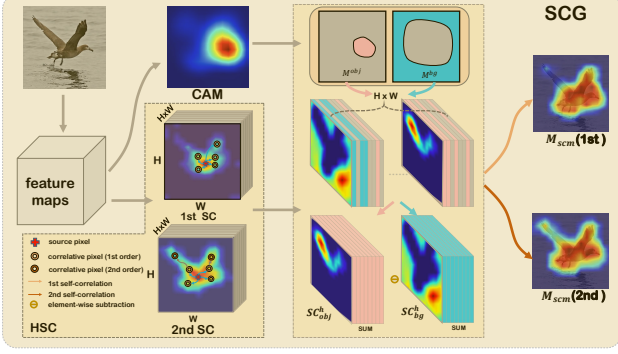 SCG
CAM
M^obj
M^bg
H x W
HxW
H
W
1st SC
HxW
H
W
2nd SC
feature
maps
source pixel
correlative pixel (1st order)
correlative pixel (2nd order)
1st self-correlation
2nd self-correlation
element-wise subtraction
HSC
SC^h_obj
SUM
SC^h_bg
SUM
M_scm(1st)
M_scm(2nd)